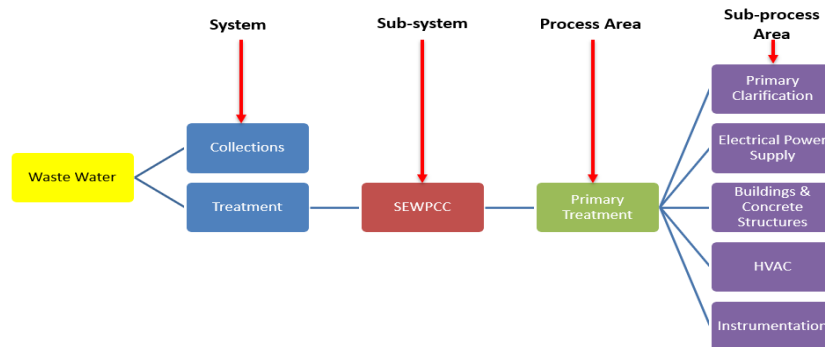 System
Sub-system
Process Area
Sub-process
Area
Waste Water
Collections
Treatment
SEWPCC
Primary
Treatment
Primary
Clarification
Electrical Power
Supply
Buildings &
Concrete
Structures
HVAC
Instrumentation